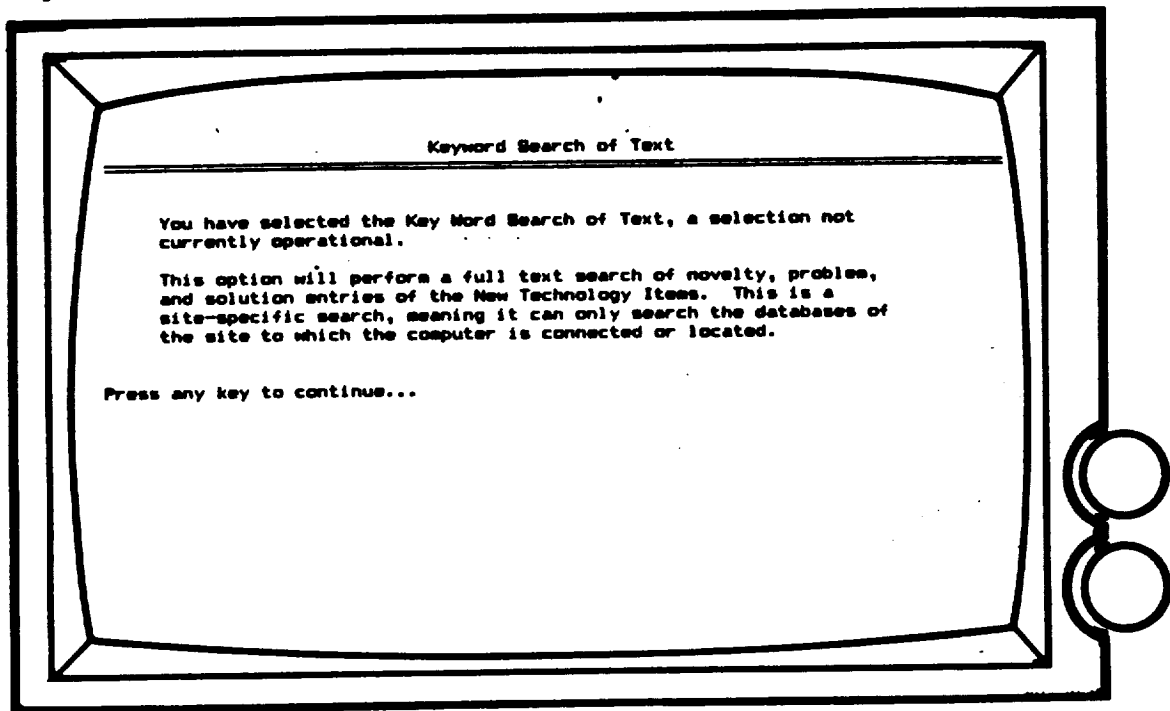 Keyword Search of Text
You have selected the Key Word Search of Text, a selection not
currently operational.
This option will perform a full text search of novelty, problem,
and solution entries of the New Technology Items.  This is a
site-specific search, meaning it can only search the databases of
the site to which the computer is connected or located.
Press any key to continue...